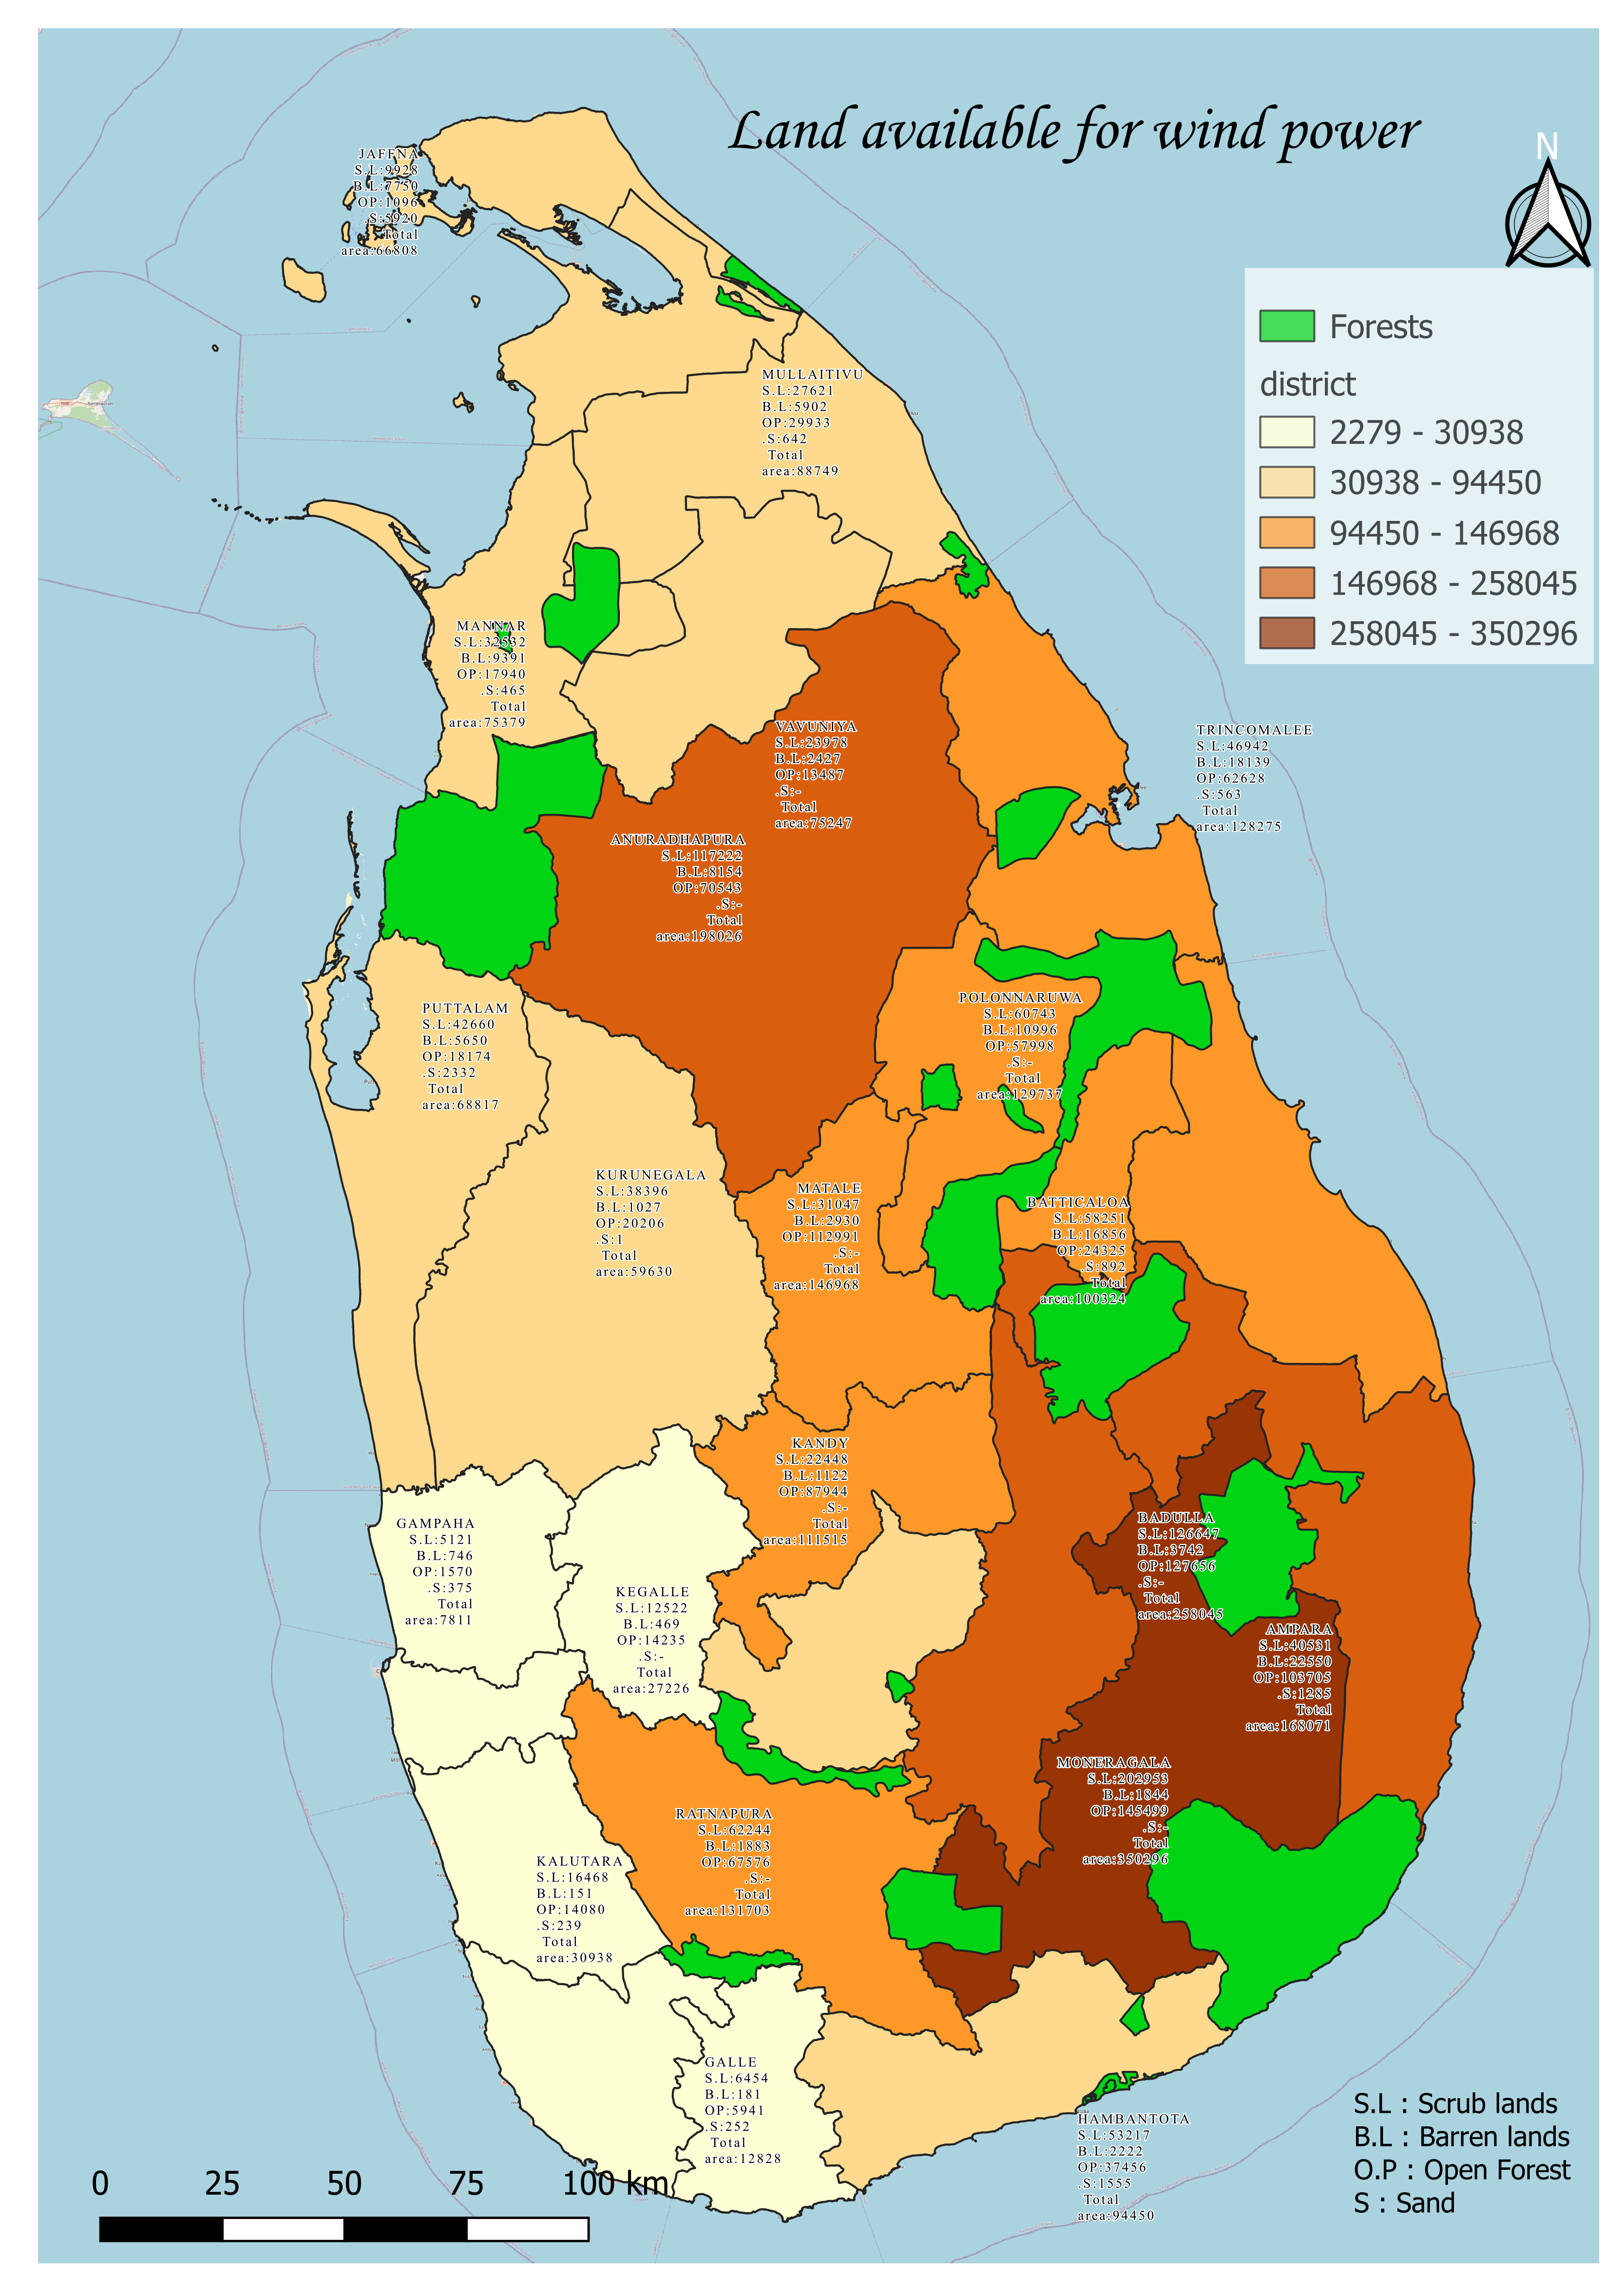 Land available for wind power
N
Forests
district
2279 - 30938
30938 - 94450
94450 - 146968
146968 - 258045
258045 - 350296
JAFFNA
S.L:9928
B.L:7750
OP:1096
.S:5920
Total
area:66808
MULLAITIVU
S.L:27621
B.L:5902
OP:29933
.S:642
Total
area:88749
MANNAR
S.L:32532
B.L:9391
OP:17940
.S:465
Total
area:75379
VAVUNIYA
S.L:23978
B.L:2427
OP:13487
.S:-
Total
area:75247
TRINCOMALEE
S.L:46942
B.L:18139
OP:62628
.S:563
Total
area:128275
ANURADHAPURA
S.L:117222
B.L:8154
OP:70543
.S:-
Total
area:198026
PUTTALAM
S.L:42660
B.L:5650
OP:18174
.S:2332
Total
area:68817
POLONNARUWA
S.L:60743
B.L:10996
OP:57998
.S:-
Total
area:129737
KURUNEGALA
S.L:38396
B.L:1027
OP:20206
.S:1
Total
area:59630
MATALE
S.L:31047
B.L:2930
OP:112991
.S:-
Total
area:146968
BATTICALOA
S.L:58251
B.L:16856
OP:24325
.S:892
Total
area:100324
KANDY
S.L:22448
B.L:1122
OP:87944
.S:-
Total
area:111515
GAMPAHA
S.L:5121
B.L:746
OP:1570
.S:375
Total
area:7811
KEGALLE
S.L:12522
B.L:469
OP:14235
.S:-
Total
area:27226
BADULLA
S.L:126647
B.L:3742
OP:127656
.S:-
Total
area:258045
AMPARA
S.L:40531
B.L:22550
OP:103705
.S:1285
Total
area:168071
MONERAGALA
S.L:202953
B.L:1844
OP:145499
.S:-
Total
area:350296
RATNAPURA
S.L:62244
B.L:1883
OP:67576
.S:-
Total
area:131703
KALUTARA
S.L:16468
B.L:151
OP:14080
.S:239
Total
area:30938
GALLE
S.L:6454
B.L:181
OP:5941
.S:252
Total
area:12828
HAMBANTOTA
S.L:53217
B.L:2222
OP:37456
.S:1555
Total
area:94450
S.L : Scrub lands
B.L : Barren lands
O.P : Open Forest
S : Sand
0 25 50 75 100 km